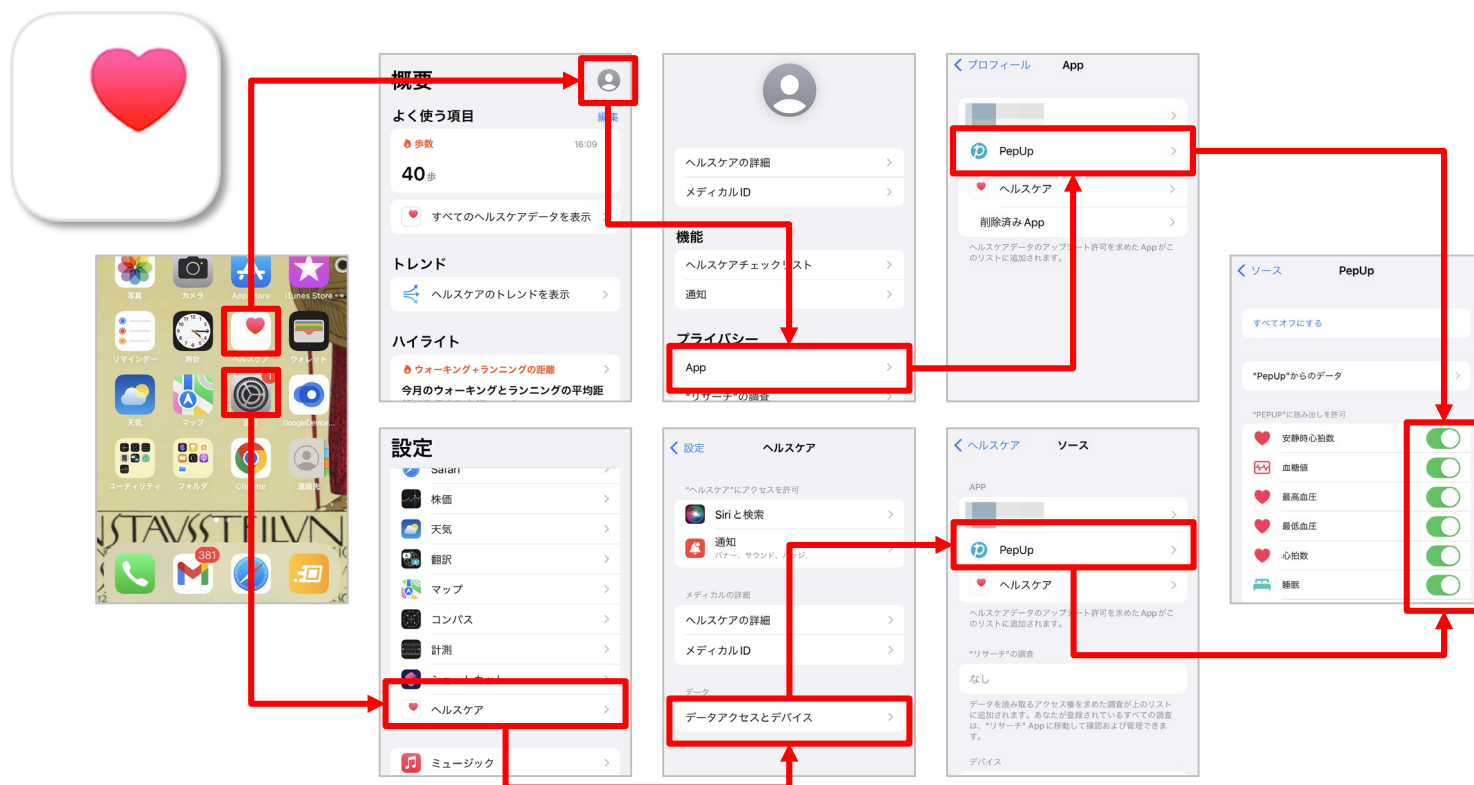 写真
カメラ
App Store
iTunes Store
リマインダー
時計
ヘルスケア
ウォレット
1
天気
マップ
設定
GoogleDevice...
ユーティリティ
フォルダ
Chrome
連絡先
381
概要
よく使う項目
編集
歩数
16:09
40歩
すべてのヘルスケアデータを表示
トレンド
ヘルスケアのトレンドを表示
ハイライト
ウォーキング+ランニングの距離
今月のウォーキングとランニングの平均距
ヘルスケアの詳細
メディカルID
機能
ヘルスケアチェックリスト
通知
プライバシー
App
"リサーチ"の調査
プロフィール
App
PepUp
ヘルスケア
削除済み App
ヘルスケアデータのアップデート許可を求めた App がこ
のリストに追加されます。
設定
Safari
株価
天気
翻訳
マップ
コンパス
計測
ショートカット
ヘルスケア
ミュージック
設定
ヘルスケア
"ヘルスケア"にアクセスを許可
Siri と検索
通知
バナー、サウンド、バッジ
メディカルの詳細
ヘルスケアの詳細
メディカルID
データ
データアクセスとデバイス
ヘルスケア
ソース
APP
PepUp
ヘルスケア
ヘルスケアデータのアップデート許可を求めた App がこ
のリストに追加されます。
"リサーチ"の調査
なし
データを読み取るアクセス権を求めた調査が上のリスト
に追加されます。あなたが登録されているすべての調査
は、"リサーチ" App に移動して確認および管理できま
す。
デバイス
ソース
PepUp
すべてオフにする
"PepUp"からのデータ
"PEPUP"に読み出しを許可
安静時心拍数
血糖値
最高血圧
最低血圧
心拍数
睡眠